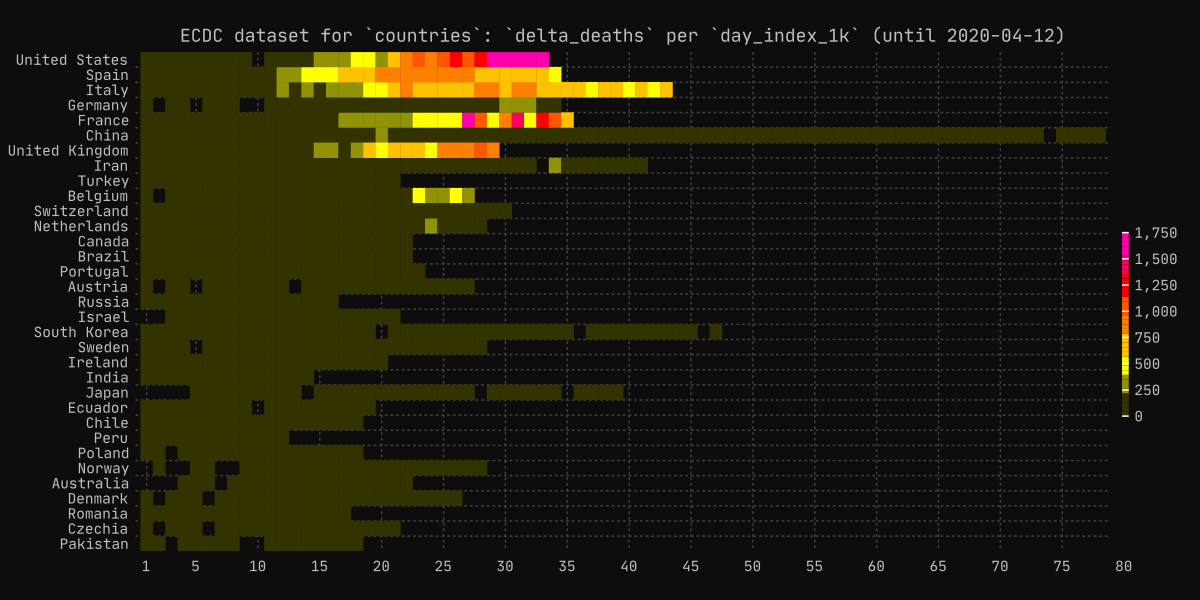 ECDC dataset for `countries`: `delta_deaths` per `day_index_1k` (until 2020-04-12)
United States
Spain
Italy
Germany
France
China
United Kingdom
Iran
Turkey
Belgium
Switzerland
Netherlands
Canada
Brazil
Portugal
Austria
Russia
Israel
South Korea
Sweden
Ireland
India
Japan
Ecuador
Chile
Peru
Poland
Norway
Australia
Denmark
Romania
Czechia
Pakistan
1 5 10 15 20 25 30 35 40 45 50 55 60 65 70 75 80
1,750
1,500
1,250
1,000
750
500
250
0